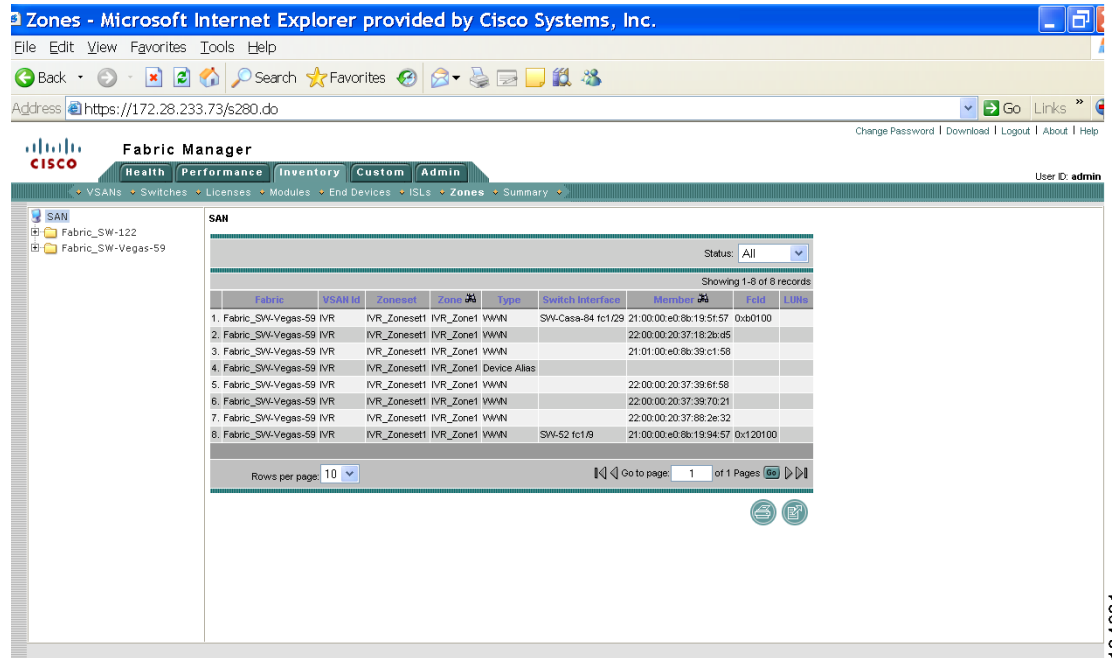 Zones - Microsoft Internet Explorer provided by Cisco Systems, Inc.
File Edit View Favorites Tools Help
Back Search Favorites
Address https://172.28.233.73/s280.do Go Links »
Change Password | Download | Logout | About | Help
CISCO
Fabric Manager
Health Performance Inventory Custom Admin
User ID: admin
VSANs Switches Licenses Modules End Devices ISLs Zones Summary
SAN
Fabric_SW-122
Fabric_SW-Vegas-59
SAN
Status: All
Showing 1-8 of 8 records
Fabric VSAN Id Zoneset Zone Type Switch Interface Member FcId LUNs
1. Fabric_SW-Vegas-59 IVR IVR_Zoneset1 IVR_Zone1 WWN SW-Casa-84 fc1/29 21:00:00:e0:8b:19:5f:57 0xb0100
2. Fabric_SW-Vegas-59 IVR IVR_Zoneset1 IVR_Zone1 WWN 22:00:00:20:37:18:2b:d5
3. Fabric_SW-Vegas-59 IVR IVR_Zoneset1 IVR_Zone1 WWN 21:01:00:e0:8b:39:c1:58
4. Fabric_SW-Vegas-59 IVR IVR_Zoneset1 IVR_Zone1 Device Alias
5. Fabric_SW-Vegas-59 IVR IVR_Zoneset1 IVR_Zone1 WWN 22:00:00:20:37:39:6f:58
6. Fabric_SW-Vegas-59 IVR IVR_Zoneset1 IVR_Zone1 WWN 22:00:00:20:37:39:70:21
7. Fabric_SW-Vegas-59 IVR IVR_Zoneset1 IVR_Zone1 WWN 22:00:00:20:37:88:2e:32
8. Fabric_SW-Vegas-59 IVR IVR_Zoneset1 IVR_Zone1 WWN SW-52 fc1/9 21:00:00:e0:8b:19:94:57 0x120100
Rows per page: 10 Go to page: 1 of 1 Pages Go